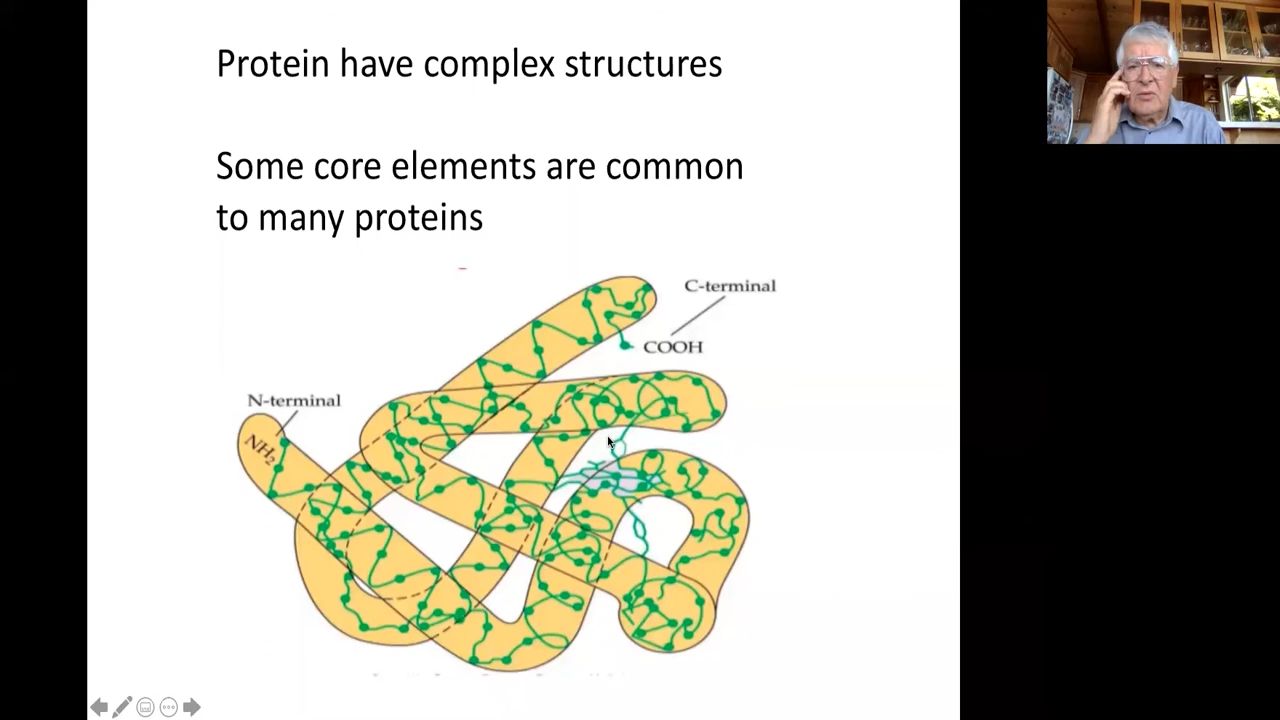 Protein have complex structures
Some core elements are common
to many proteins
C-terminal
COOH
N-terminal
NH2